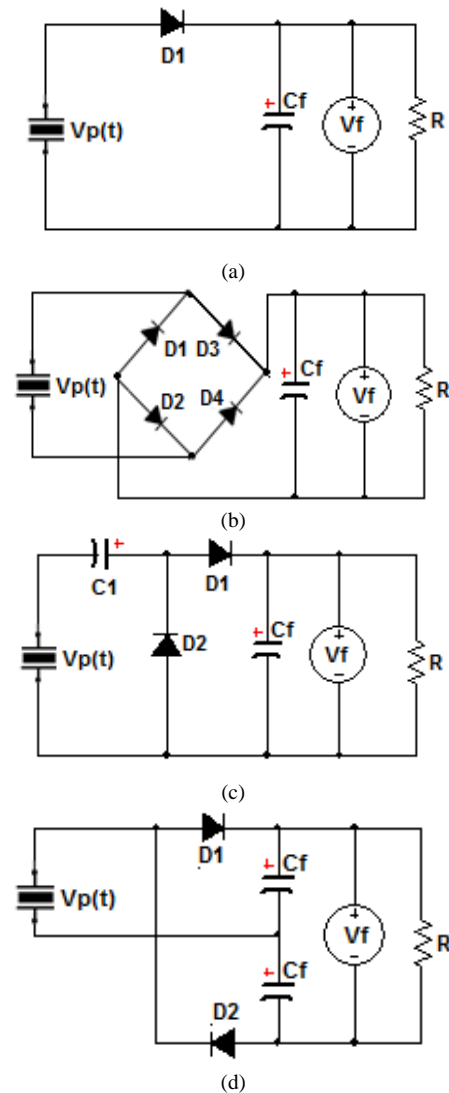 D1
Vp(t)
+ Cf
+
Vf
-
R
(a)
D1 D3
Vp(t)
D2 D4
+ Cf
+
Vf
-
R
(b)
+
C1
D1
Vp(t)
D2
+ Cf
+
Vf
-
R
(c)
D1
+ Cf
Vp(t)
+
Vf
-
R
+ Cf
D2
(d)